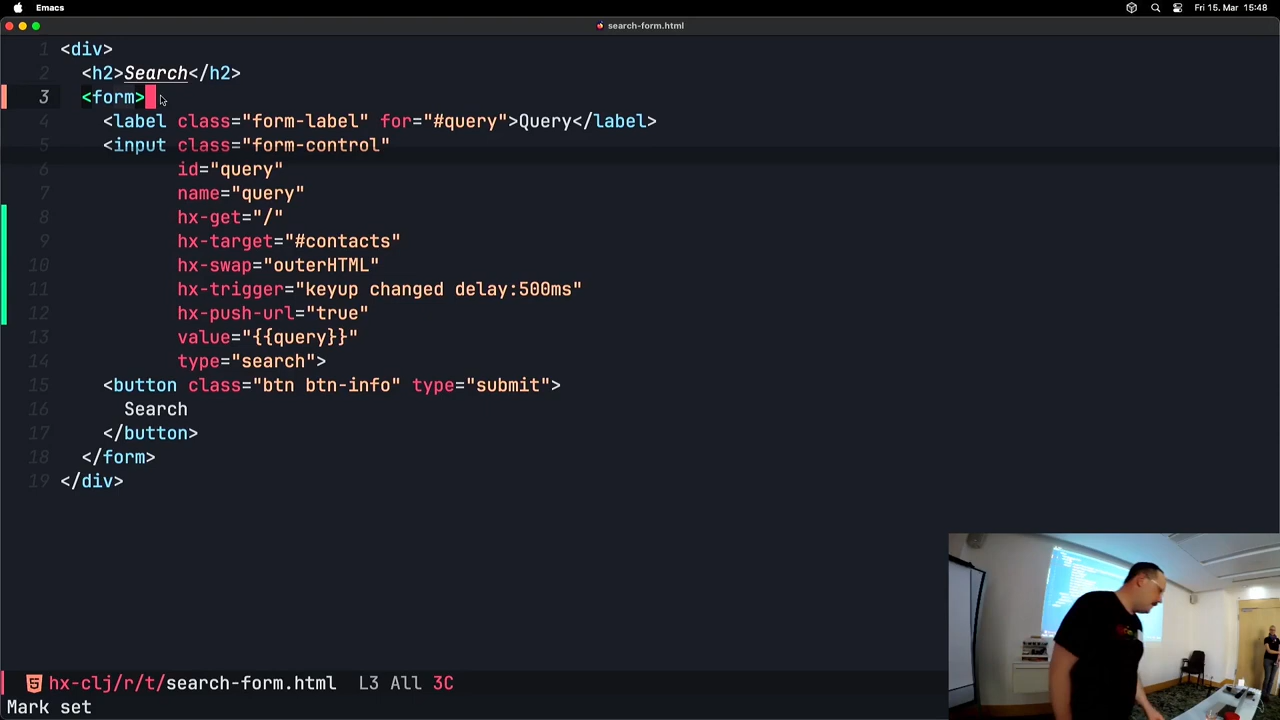 Emacs
Fri 15. Mar 15:48
search-form.html
1 <div>
2 <h2>Search</h2>
3 <form>
4 <label class="form-label" for="#query">Query</label>
5 <input class="form-control"
6 id="query"
7 name="query"
8 hx-get="/"
9 hx-target="#contacts"
10 hx-swap="outerHTML"
11 hx-trigger="keyup changed delay:500ms"
12 hx-push-url="true"
13 value="{{query}}"
14 type="search">
15 <button class="btn btn-info" type="submit">
16 Search
17 </button>
18 </form>
19 </div>
hx-clj/r/t/search-form.html L3 All 3C
Mark set